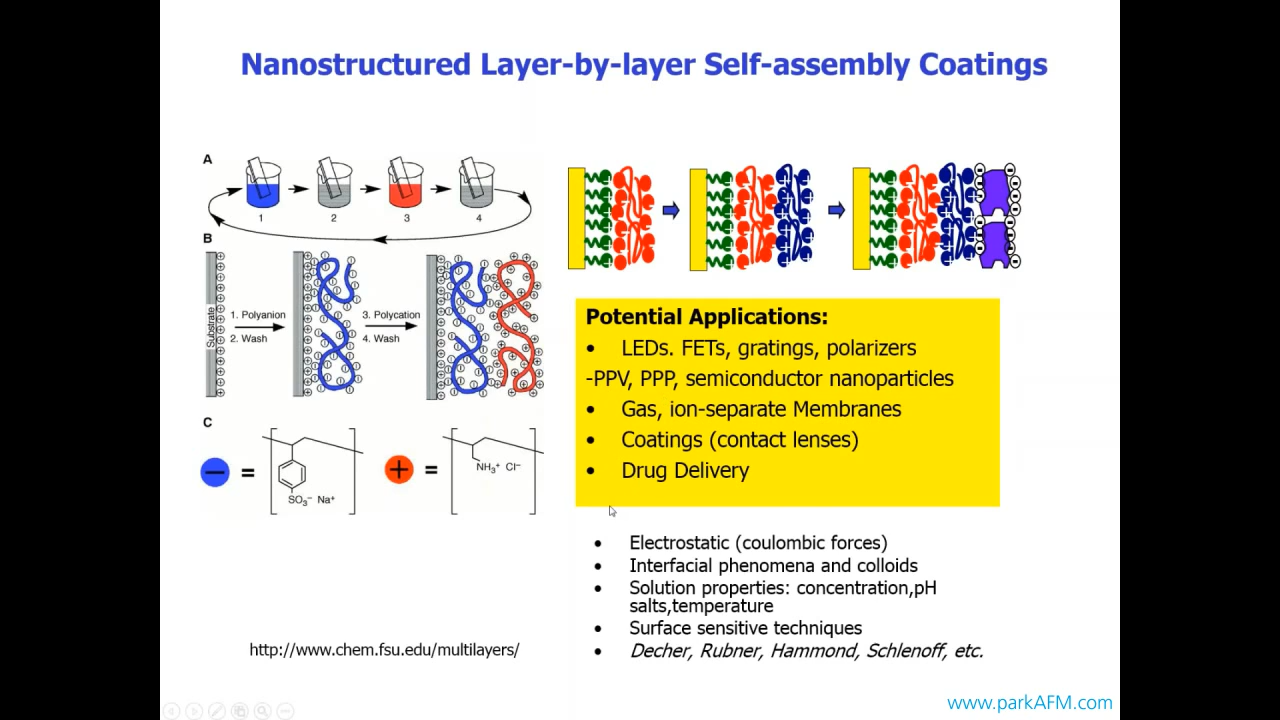 Nanostructured Layer-by-layer Self-assembly Coatings
A
1
2
3
4
B
Substrate
1. Polyanion
2. Wash
3. Polycation
4. Wash
C
− =
SO₃⁻ Na⁺
+ =
NH₃⁺ Cl⁻
Potential Applications:
• LEDs. FETs, gratings, polarizers
-PPV, PPP, semiconductor nanoparticles
• Gas, ion-separate Membranes
• Coatings (contact lenses)
• Drug Delivery
• Electrostatic (coulombic forces)
• Interfacial phenomena and colloids
• Solution properties: concentration,pH
salts,temperature
• Surface sensitive techniques
• Decher, Rubner, Hammond, Schlenoff, etc.
http://www.chem.fsu.edu/multilayers/
www.parkAFM.com